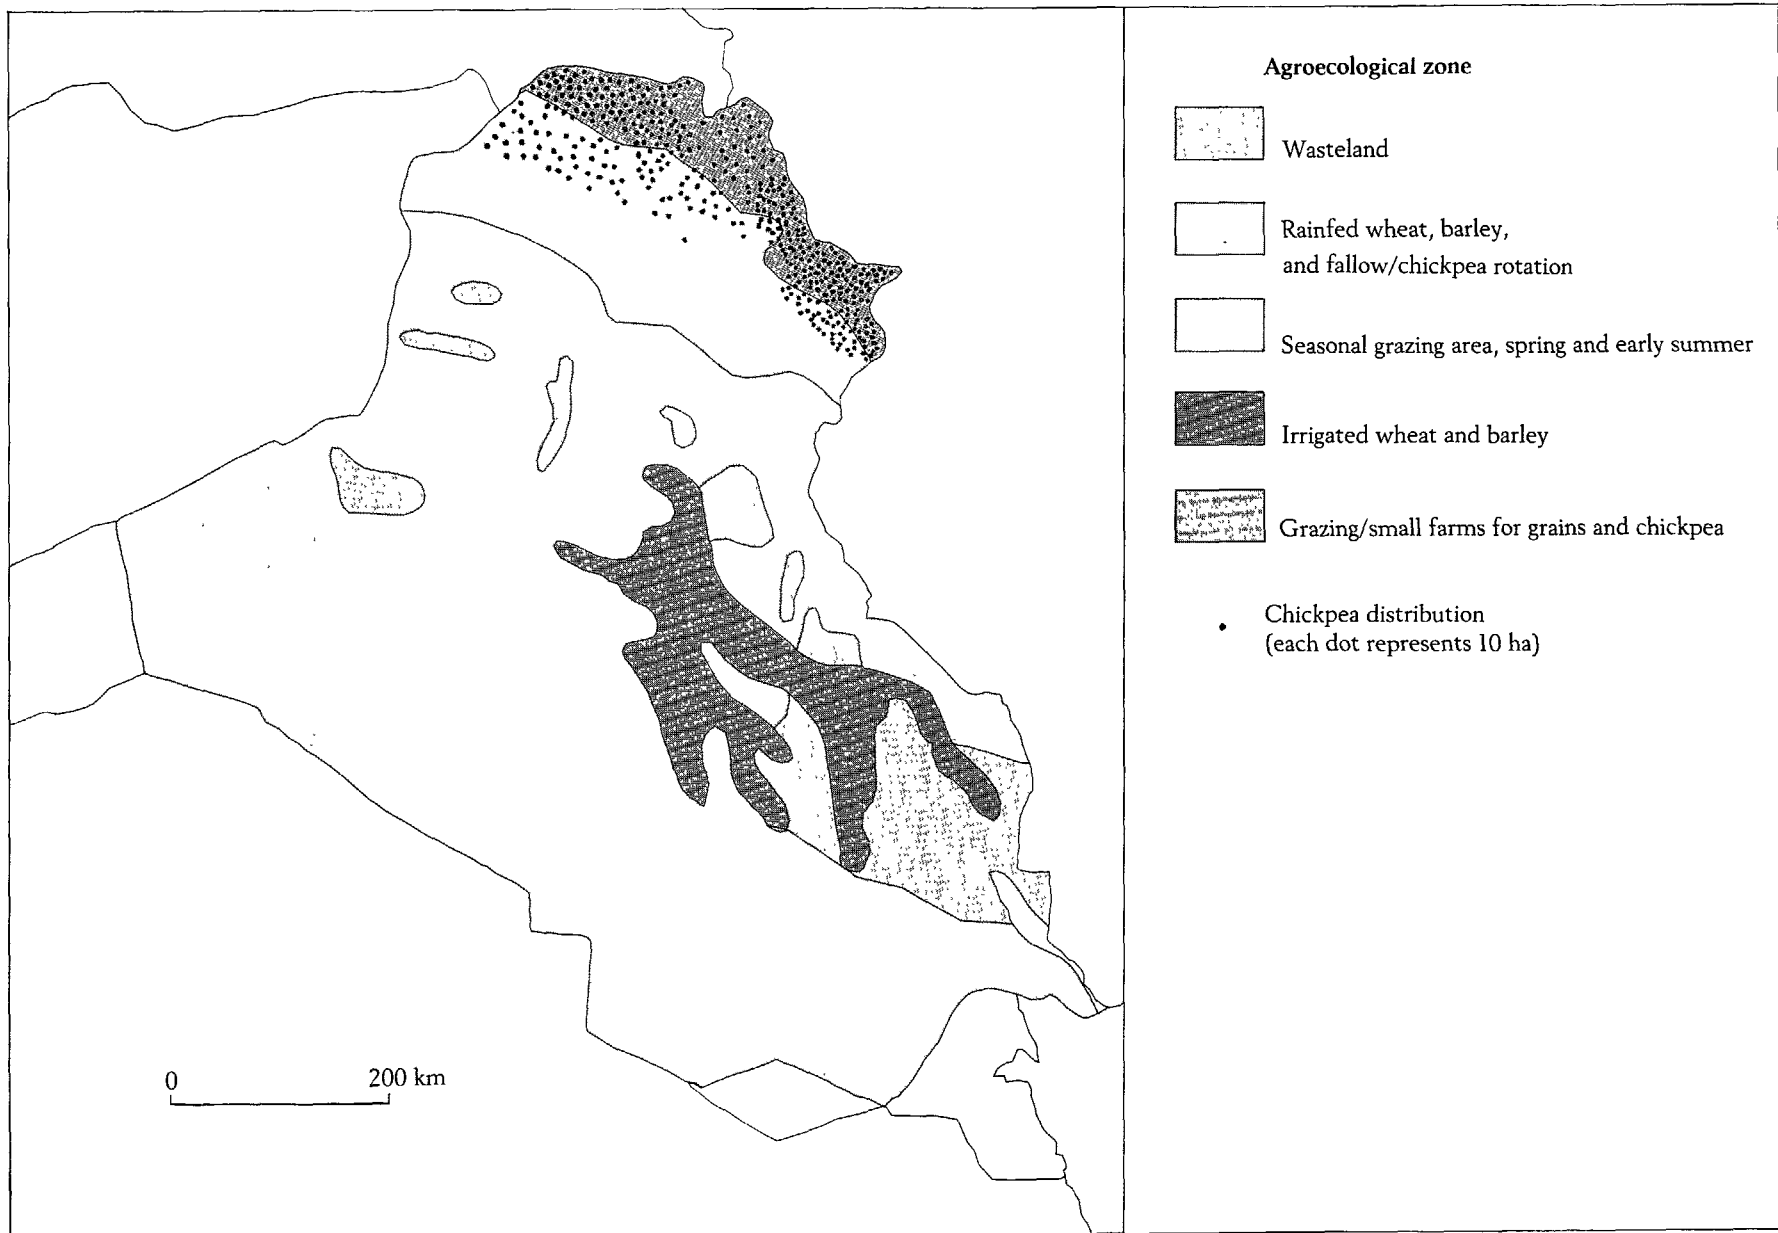 Agroecological zone
Wasteland
Rainfed wheat, barley,
and fallow/chickpea rotation
Seasonal grazing area, spring and early summer
Irrigated wheat and barley
Grazing/small farms for grains and chickpea
Chickpea distribution
(each dot represents 10 ha)
0 200 km